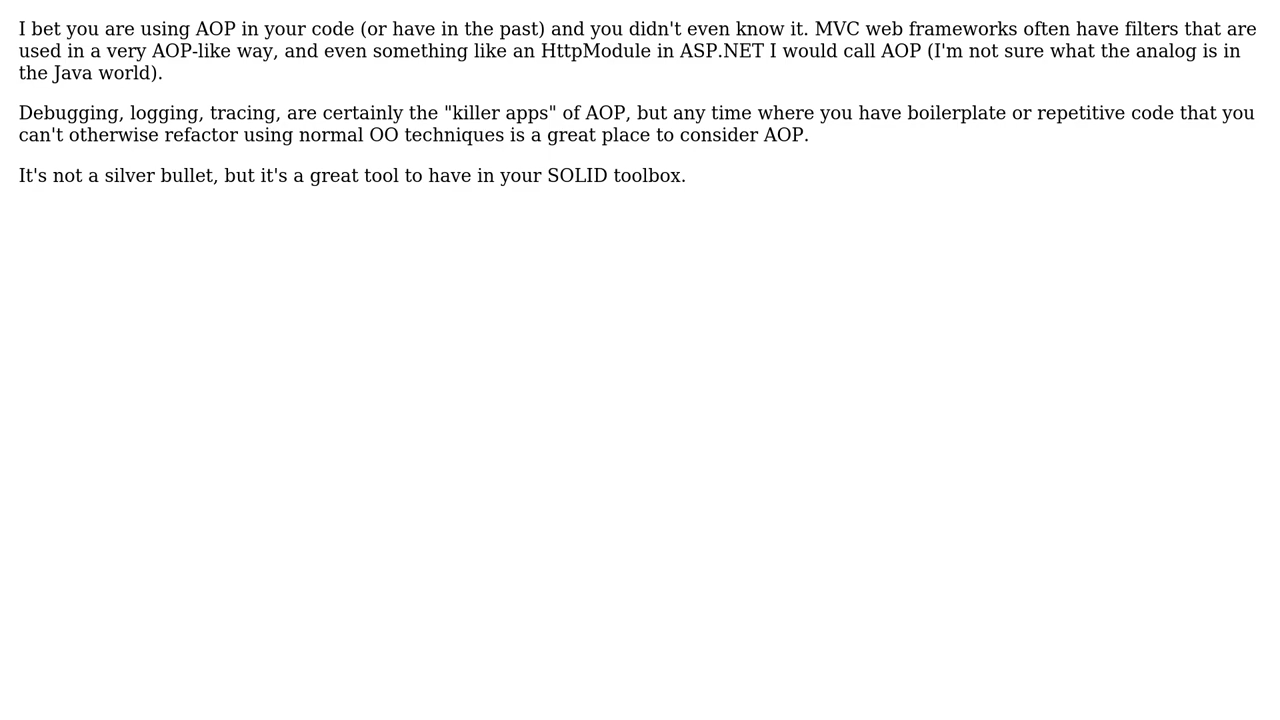 I bet you are using AOP in your code (or have in the past) and you didn't even know it. MVC web frameworks often have filters that are
used in a very AOP-like way, and even something like an HttpModule in ASP.NET I would call AOP (I'm not sure what the analog is in
the Java world).
Debugging, logging, tracing, are certainly the "killer apps" of AOP, but any time where you have boilerplate or repetitive code that you
can't otherwise refactor using normal OO techniques is a great place to consider AOP.
It's not a silver bullet, but it's a great tool to have in your SOLID toolbox.